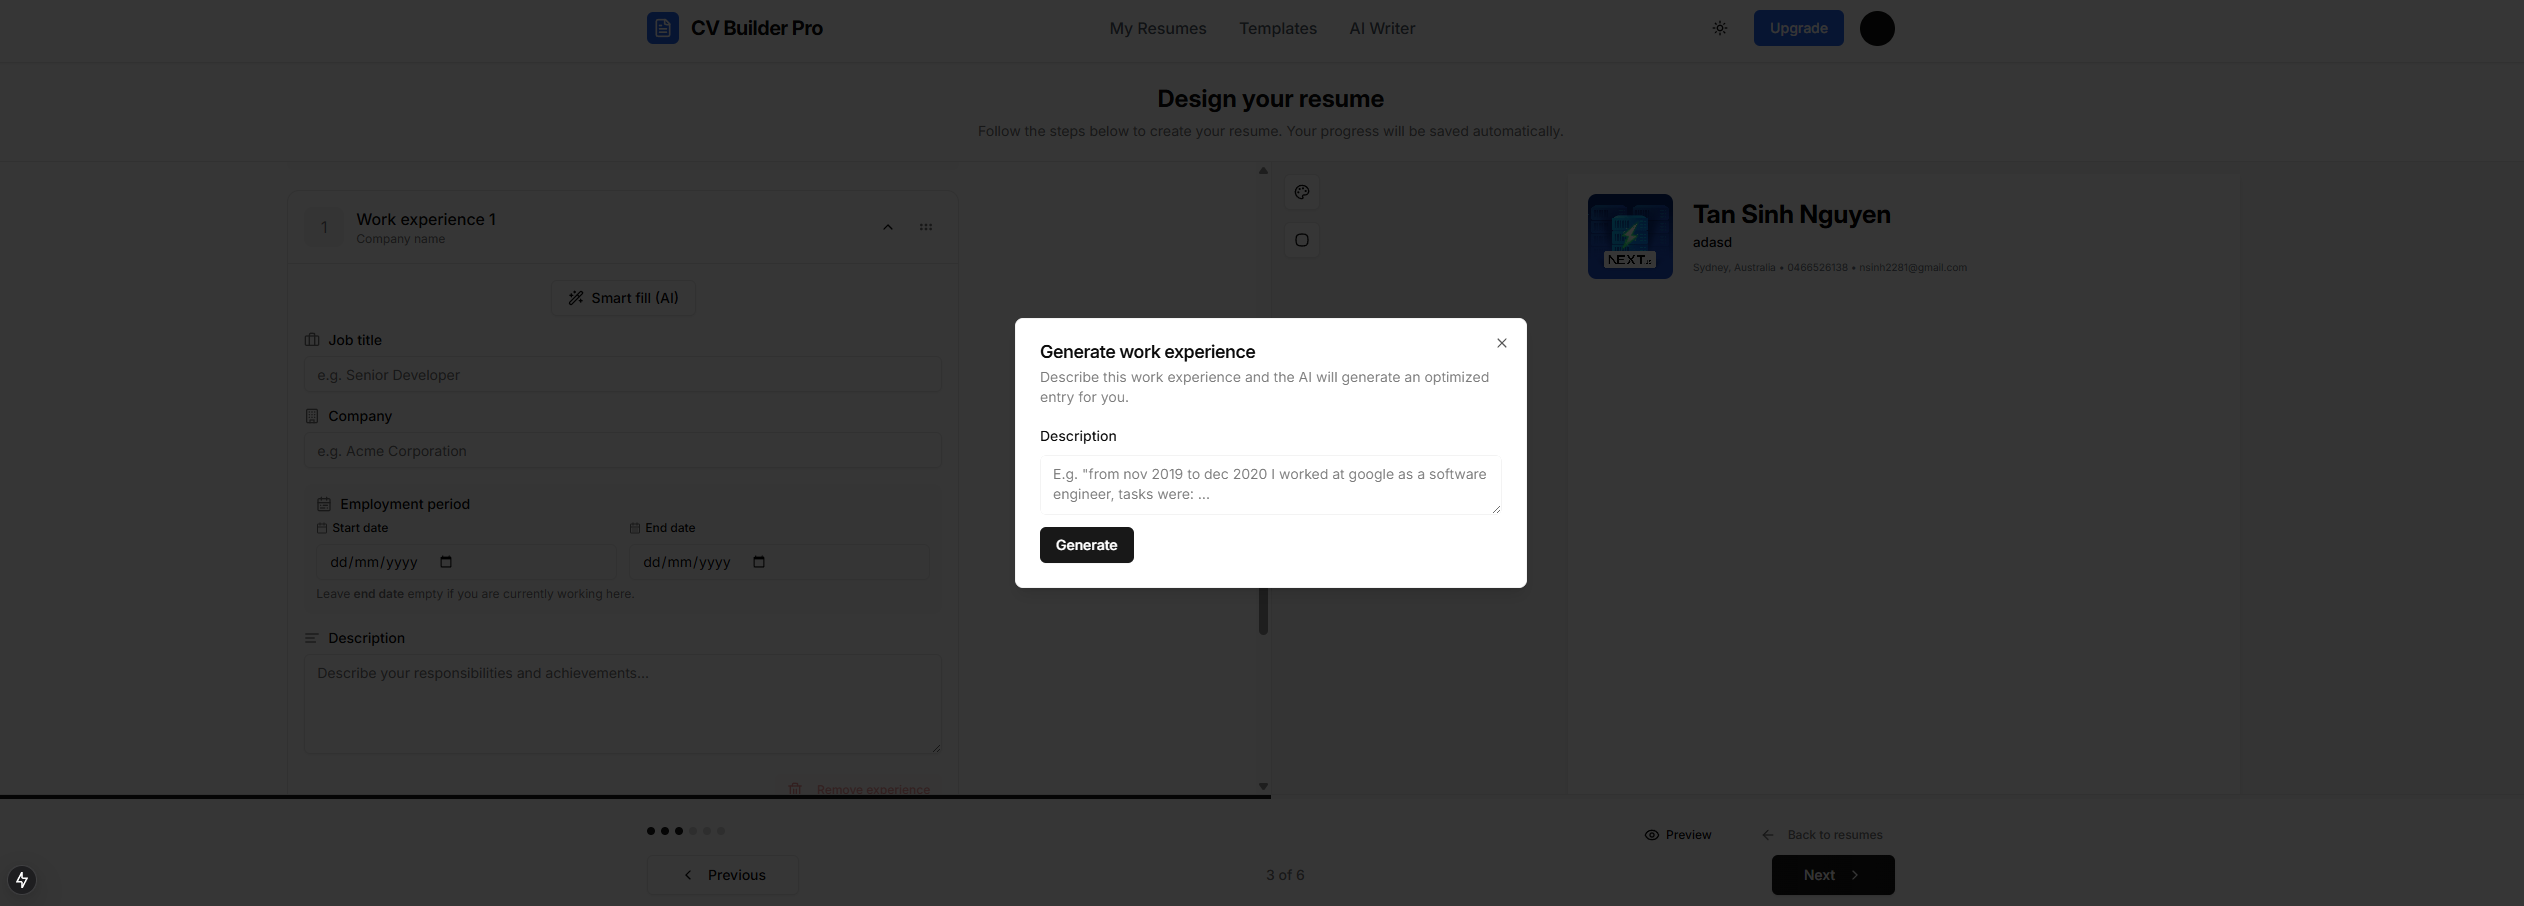 CV Builder Pro
My Resumes
Templates
AI Writer
Upgrade
Design your resume
Follow the steps below to create your resume. Your progress will be saved automatically.
1
Work experience 1
Company name
Smart fill (AI)
Job title
e.g. Senior Developer
Company
e.g. Acme Corporation
Employment period
Start date
End date
dd/mm/yyyy
dd/mm/yyyy
Leave end date empty if you are currently working here.
Description
Describe your responsibilities and achievements...
Remove experience
Generate work experience
Describe this work experience and the AI will generate an optimized
entry for you.
Description
E.g. "from nov 2019 to dec 2020 I worked at google as a software
engineer, tasks were: ...
Generate
NEXT.js
Tan Sinh Nguyen
adasd
Sydney, Australia • 0466526138 • nsinh2281@gmail.com
Preview
Back to resumes
Previous
3 of 6
Next